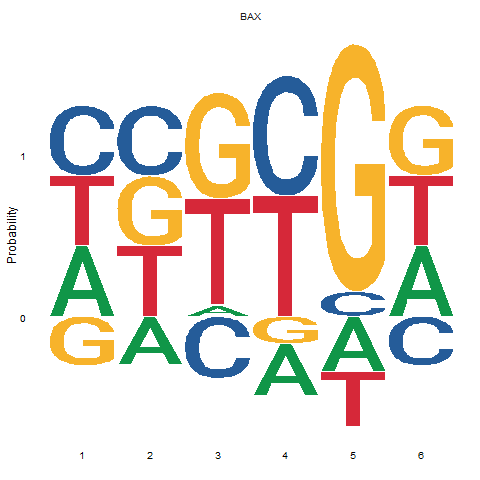 BAX
Probability
1
0
C C G C G G
T G T T C T
A T A G A A
G A C A T C
1 2 3 4 5 6